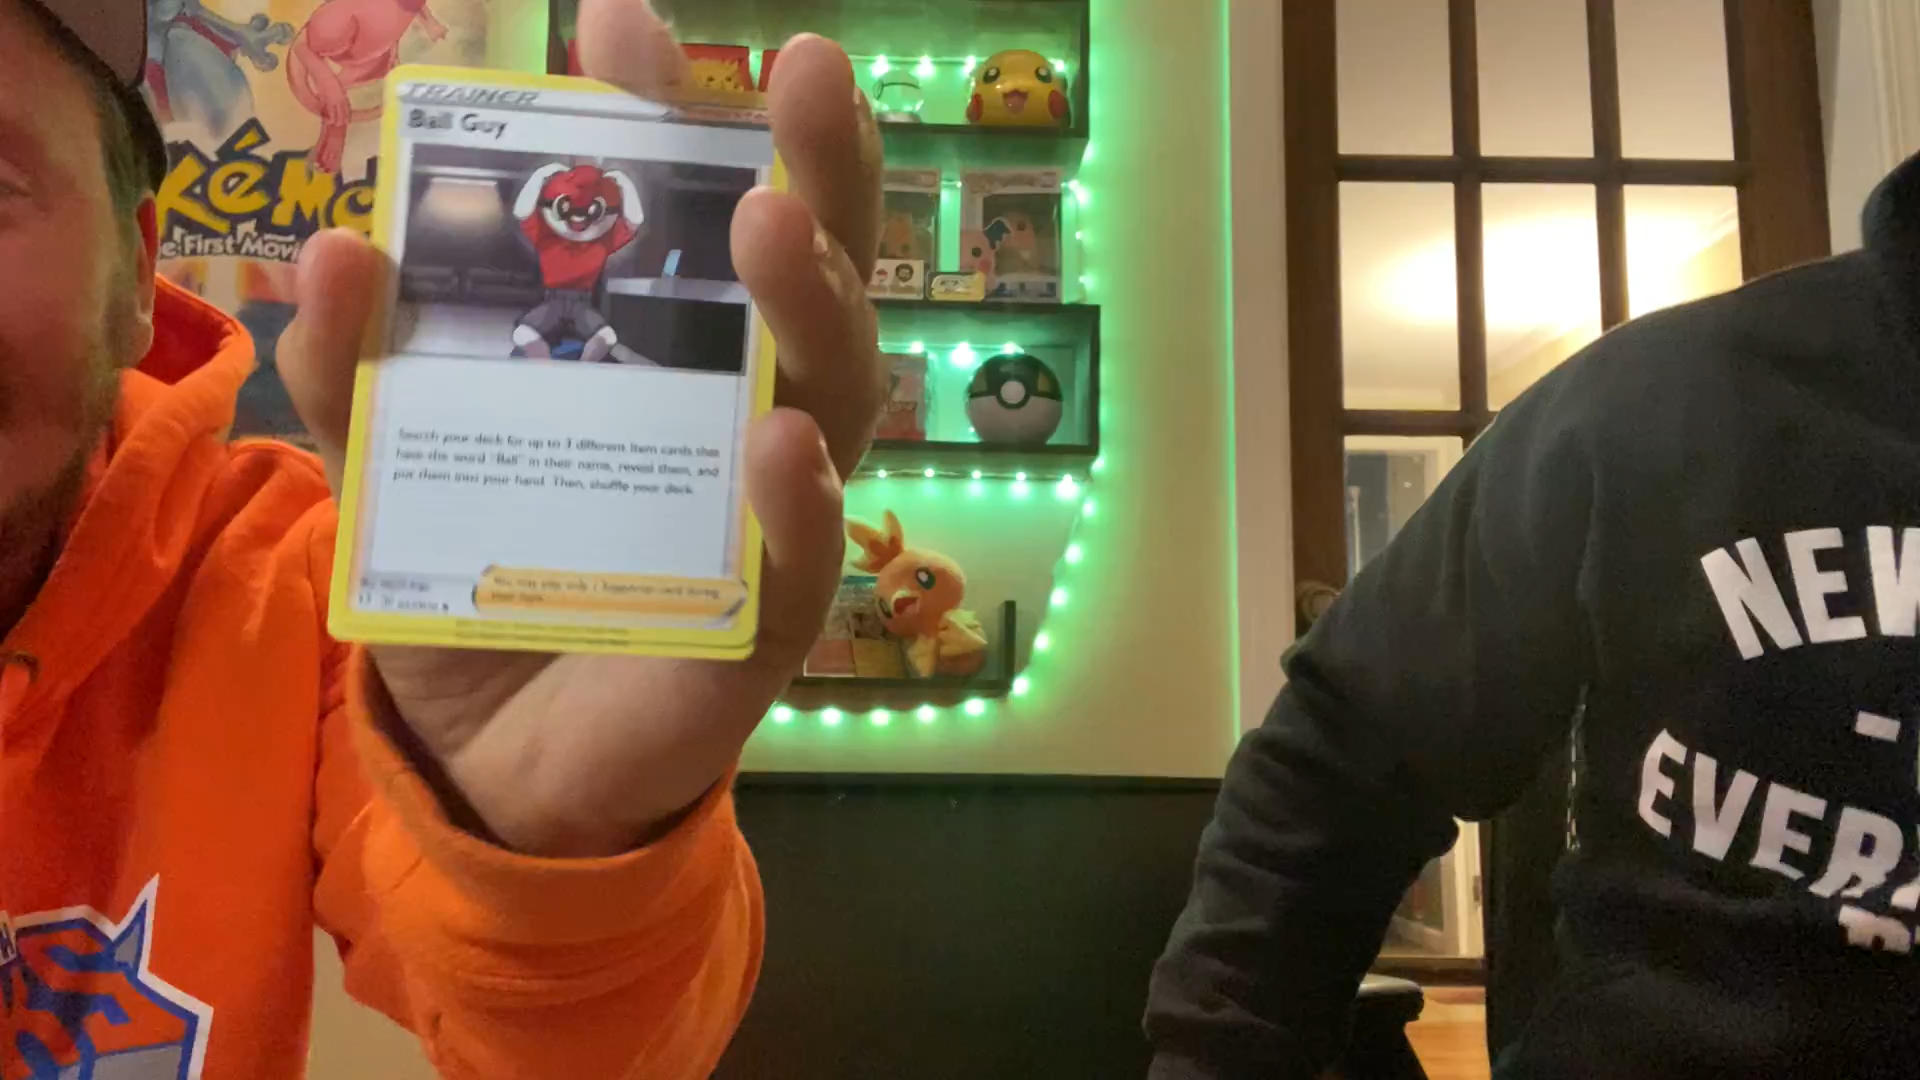 TRAINER
Ball Guy
Search your deck for up to 3 different Item cards that
have the word "Ball" in their name, reveal them, and
put them into your hand. Then, shuffle your deck.
You may play only 1 Supporter card during
your turn.
POKÉMO
e First Movi
NEW
EVER